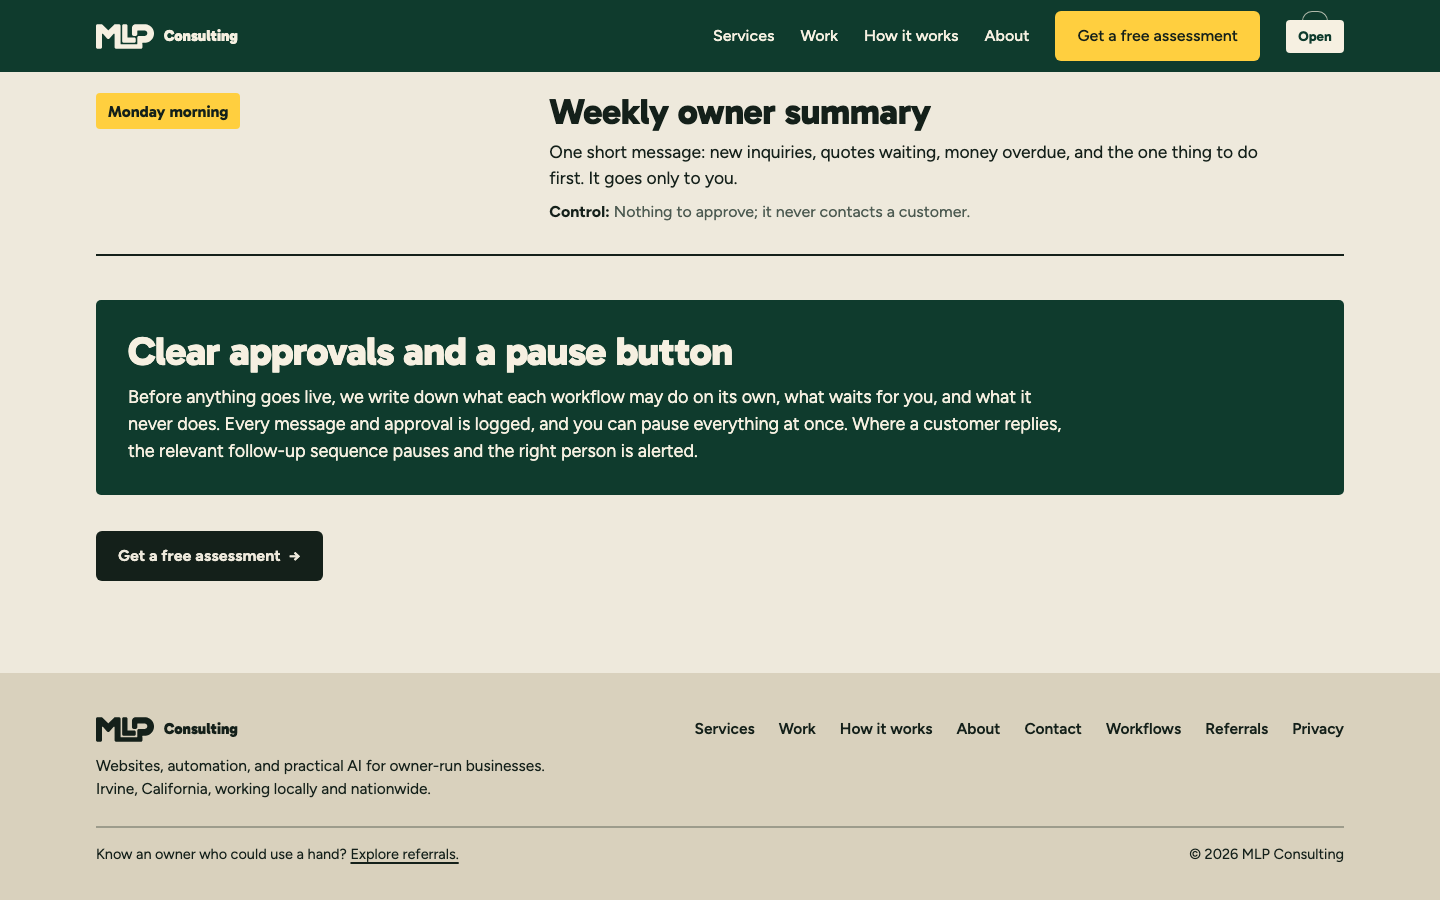 MLP Consulting
Services
Work
How it works
About
Get a free assessment
Open
Monday morning
Weekly owner summary
One short message: new inquiries, quotes waiting, money overdue, and the one thing to do
first. It goes only to you.
Control: Nothing to approve; it never contacts a customer.
Clear approvals and a pause button
Before anything goes live, we write down what each workflow may do on its own, what waits for you, and what it
never does. Every message and approval is logged, and you can pause everything at once. Where a customer replies,
the relevant follow-up sequence pauses and the right person is alerted.
Get a free assessment →
MLP Consulting
Services
Work
How it works
About
Contact
Workflows
Referrals
Privacy
Websites, automation, and practical AI for owner-run businesses.
Irvine, California, working locally and nationwide.
Know an owner who could use a hand? Explore referrals.
© 2026 MLP Consulting